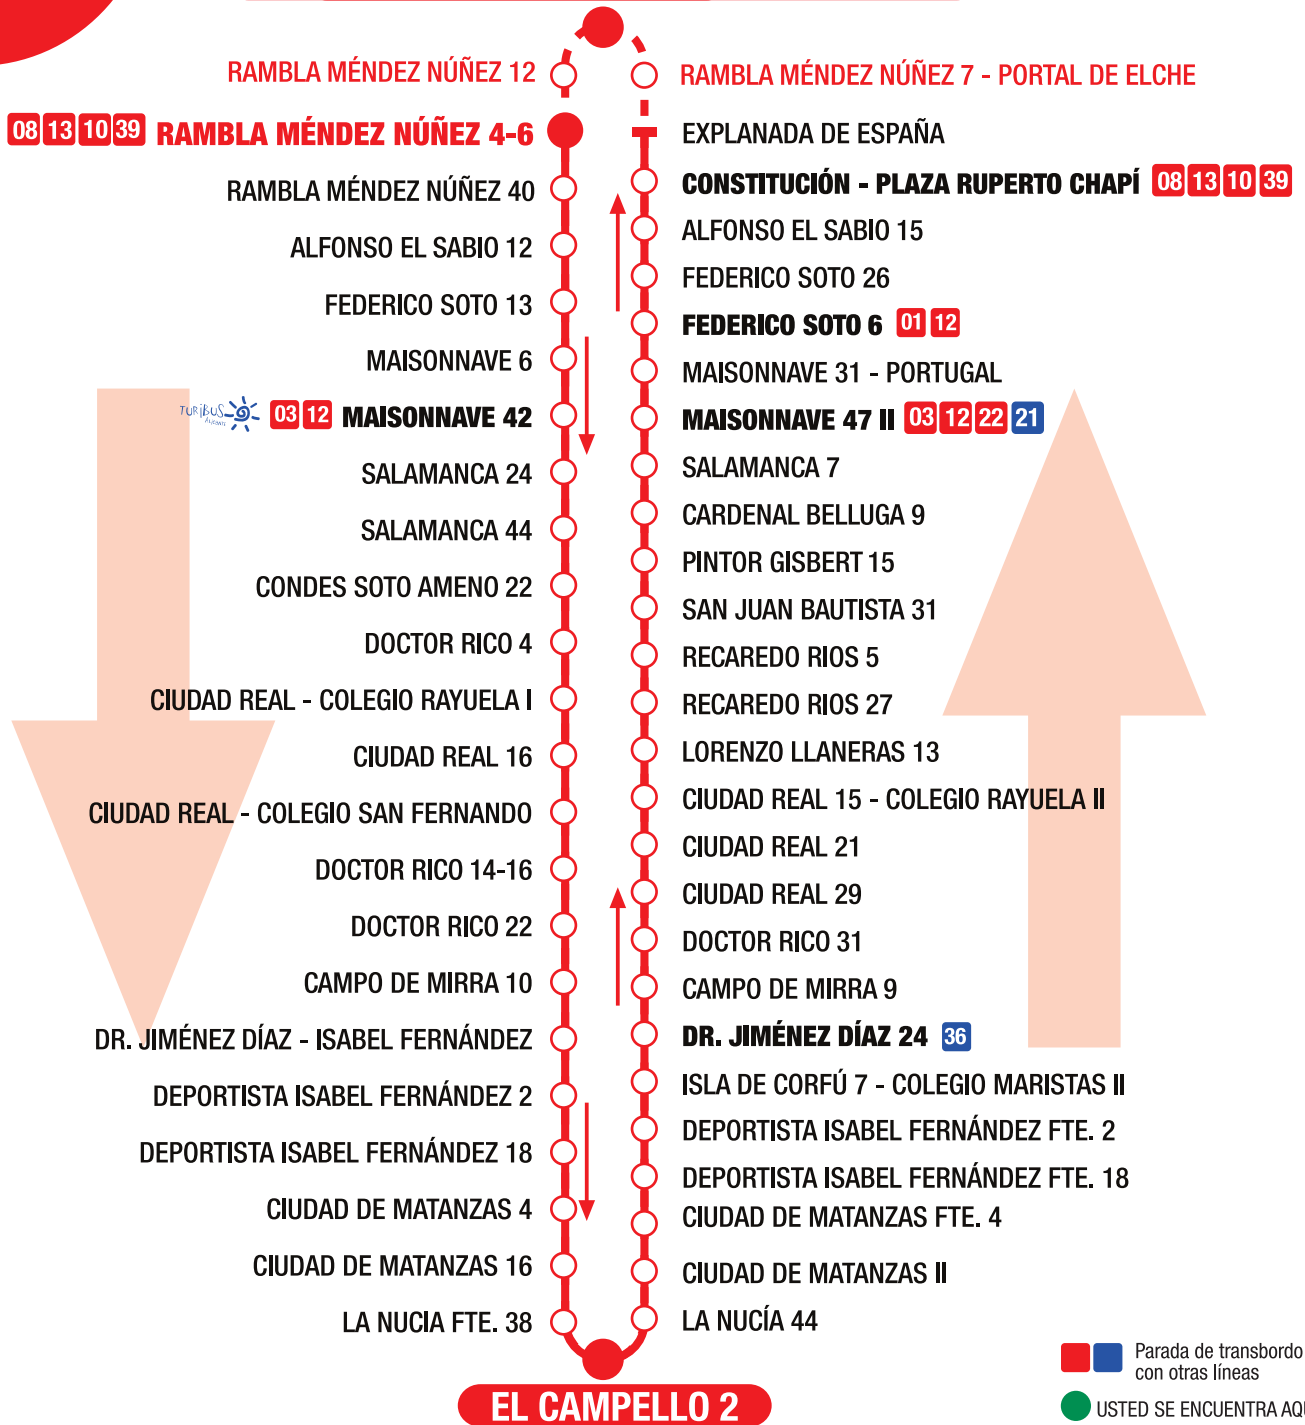 RAMBLA MÉNDEZ NÚÑEZ 12
08 13 10 39 RAMBLA MÉNDEZ NÚÑEZ 4-6
RAMBLA MÉNDEZ NÚÑEZ 40
ALFONSO EL SABIO 12
FEDERICO SOTO 13
MAISONNAVE 6
TURIBUS 03 12 MAISONNAVE 42
SALAMANCA 24
SALAMANCA 44
CONDES SOTO AMENO 22
DOCTOR RICO 4
CIUDAD REAL - COLEGIO RAYUELA I
CIUDAD REAL 16
CIUDAD REAL - COLEGIO SAN FERNANDO
DOCTOR RICO 14-16
DOCTOR RICO 22
CAMPO DE MIRRA 10
DR. JIMÉNEZ DÍAZ - ISABEL FERNÁNDEZ
DEPORTISTA ISABEL FERNÁNDEZ 2
DEPORTISTA ISABEL FERNÁNDEZ 18
CIUDAD DE MATANZAS 4
CIUDAD DE MATANZAS 16
LA NUCIA FTE. 38
RAMBLA MÉNDEZ NÚÑEZ 7 - PORTAL DE ELCHE
EXPLANADA DE ESPAÑA
CONSTITUCIÓN - PLAZA RUPERTO CHAPÍ 08 13 10 39
ALFONSO EL SABIO 15
FEDERICO SOTO 26
FEDERICO SOTO 6 01 12
MAISONNAVE 31 - PORTUGAL
MAISONNAVE 47 II 03 12 22 21
SALAMANCA 7
CARDENAL BELLUGA 9
PINTOR GISBERT 15
SAN JUAN BAUTISTA 31
RECAREDO RIOS 5
RECAREDO RIOS 27
LORENZO LLANERAS 13
CIUDAD REAL 15 - COLEGIO RAYUELA II
CIUDAD REAL 21
CIUDAD REAL 29
DOCTOR RICO 31
CAMPO DE MIRRA 9
DR. JIMÉNEZ DÍAZ 24 36
ISLA DE CORFÚ 7 - COLEGIO MARISTAS II
DEPORTISTA ISABEL FERNÁNDEZ FTE. 2
DEPORTISTA ISABEL FERNÁNDEZ FTE. 18
CIUDAD DE MATANZAS FTE. 4
CIUDAD DE MATANZAS II
LA NUCÍA 44
EL CAMPELLO 2
Parada de transbordo
con otras líneas
USTED SE ENCUENTRA AQU